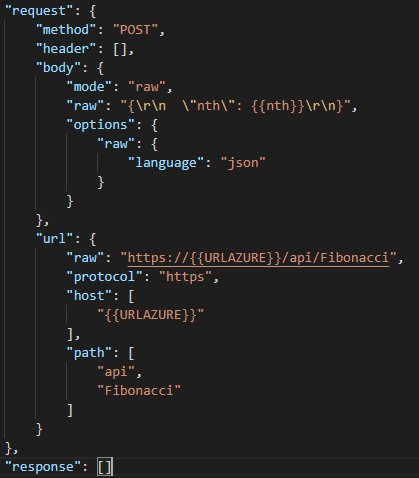 "request": {
    "method": "POST",
    "header": [],
    "body": {
        "mode": "raw",
        "raw": "{\r\n  \"nth\": {{nth}}\r\n}",
        "options": {
            "raw": {
                "language": "json"
            }
        }
    },
    "url": {
        "raw": "https://{{URLAZURE}}/api/Fibonacci",
        "protocol": "https",
        "host": [
            "{{URLAZURE}}"
        ],
        "path": [
            "api",
            "Fibonacci"
        ]
    }
},
"response": []